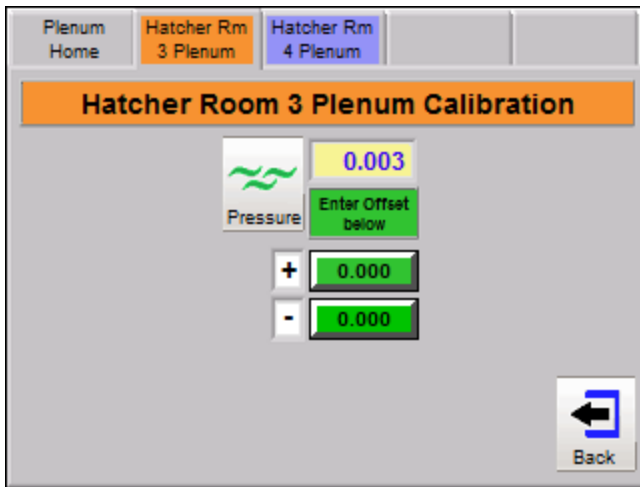 Plenum
Home
Hatcher Rm
3 Plenum
Hatcher Rm
4 Plenum
Hatcher Room 3 Plenum Calibration
0.003
Pressure
Enter Offset
below
+
0.000
-
0.000
Back